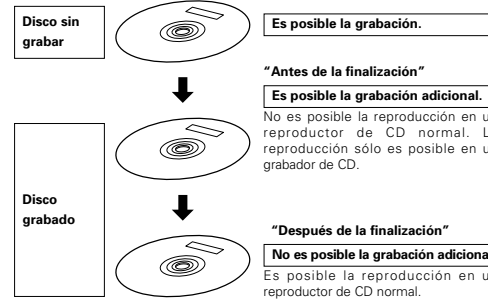 Disco sin
grabar
Es posible la grabación.
“Antes de la finalización”
Es posible la grabación adicional.
No es posible la reproducción en
reproductor de CD normal.
reproducción sólo es posible en
grabador de CD.
Disco
grabado
“Después de la finalización”
No es posible la grabación
Es posible la reproducción en
reproductor de CD normal.